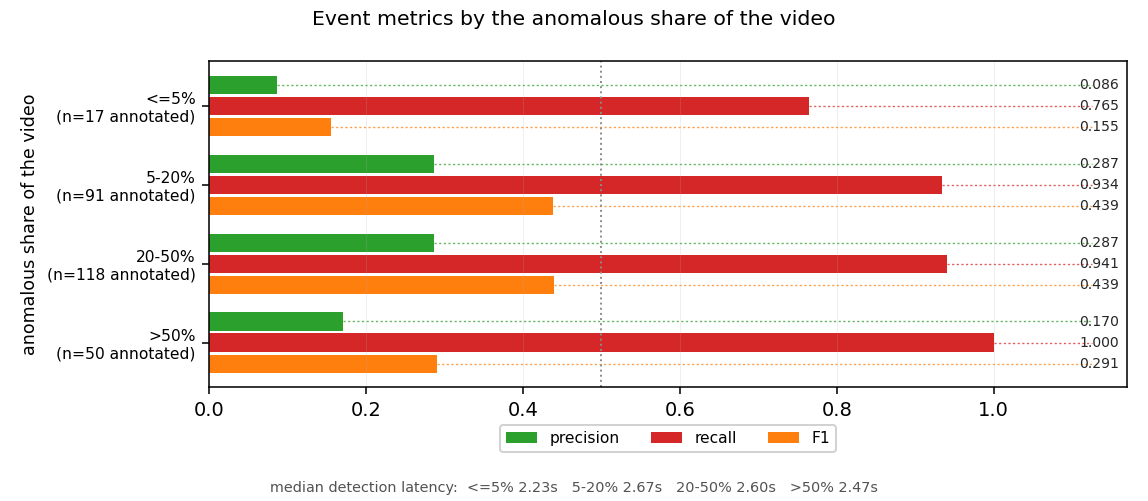 Event metrics by the anomalous share of the video
anomalous share of the video
<=5%
(n=17 annotated)
0.086
0.765
0.155
5-20%
(n=91 annotated)
0.287
0.934
0.439
20-50%
(n=118 annotated)
0.287
0.941
0.439
>50%
(n=50 annotated)
0.170
1.000
0.291
0.0 0.2 0.4 0.6 0.8 1.0
precision recall F1
median detection latency: <=5% 2.23s 5-20% 2.67s 20-50% 2.60s >50% 2.47s